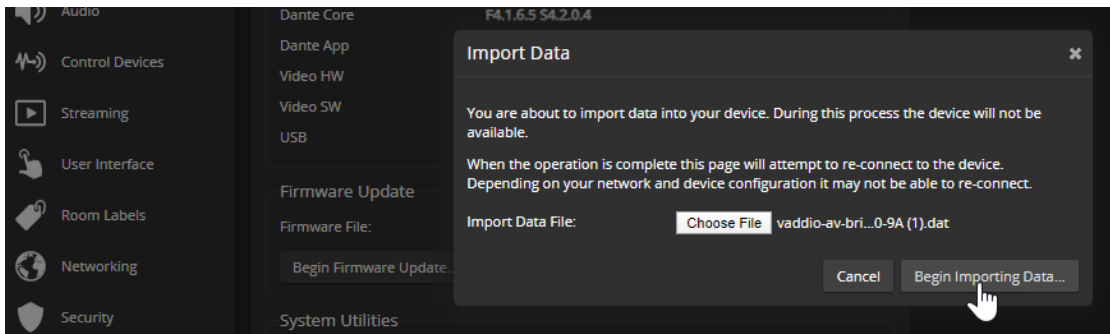 Audio
Control Devices
Streaming
User Interface
Room Labels
Networking
Security
Dante Core F4.1.6.5 S4.2.0.4
Dante App
Video HW
Video SW
USB
Firmware Update
Firmware File:
Begin Firmware Update...
System Utilities
Import Data
You are about to import data into your device. During this process the device will not be
available.
When the operation is complete this page will attempt to re-connect to the device.
Depending on your network and device configuration it may not be able to re-connect.
Import Data File: Choose File vaddio-av-bri...0-9A (1).dat
Cancel Begin Importing Data...